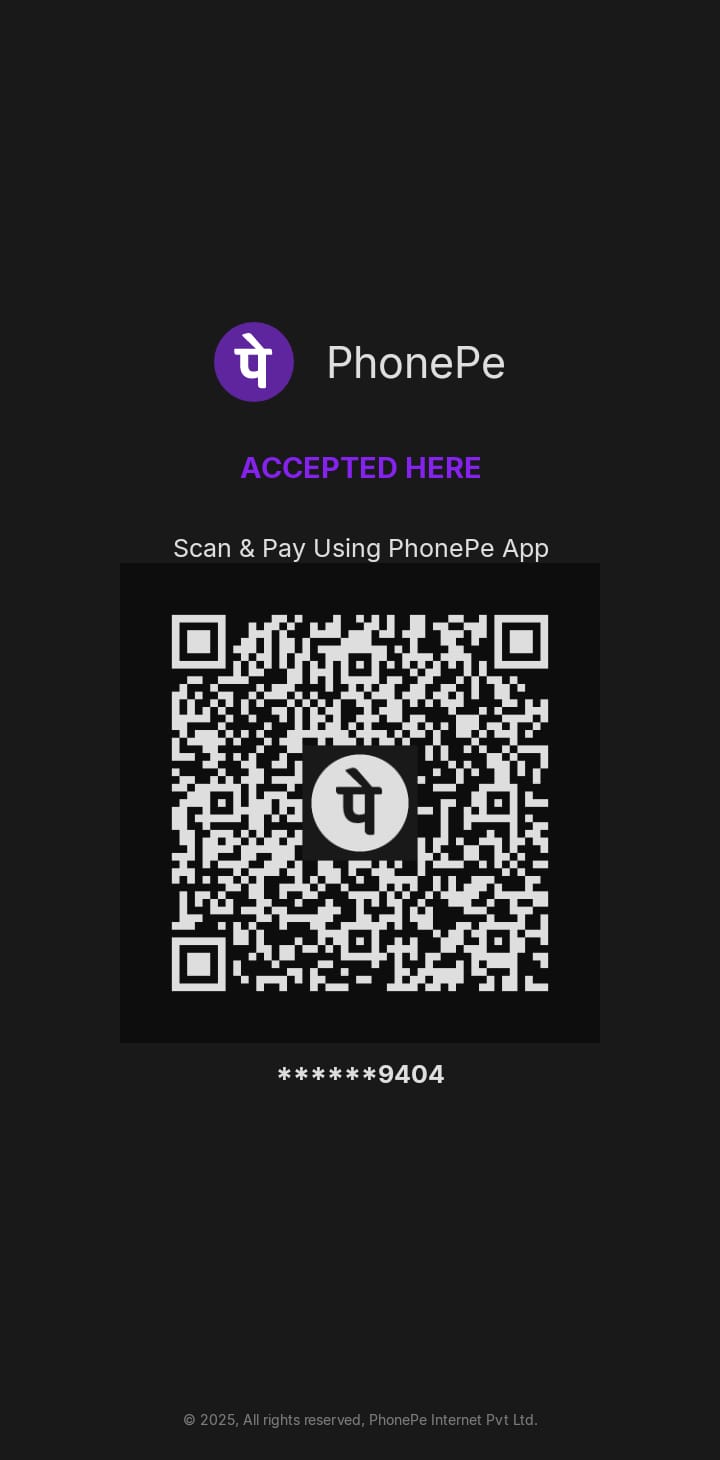 पे PhonePe
ACCEPTED HERE
Scan & Pay Using PhonePe App
पे
******9404
© 2025, All rights reserved, PhonePe Internet Pvt Ltd.